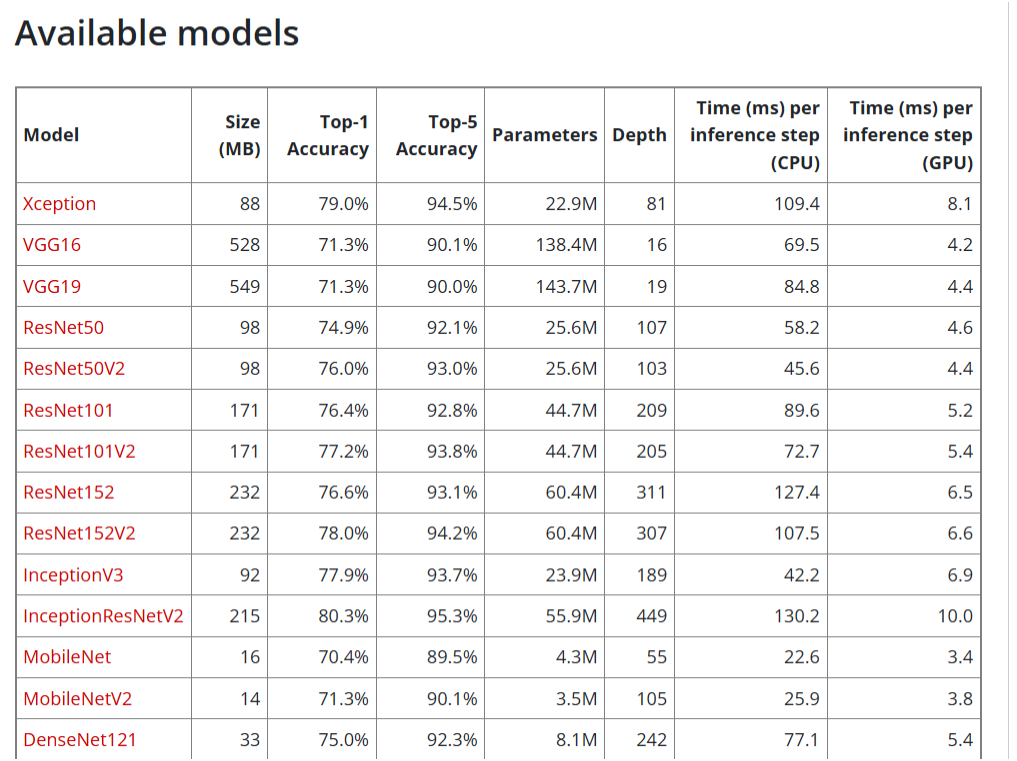 Available models
Model Size (MB) Top-1 Accuracy Top-5 Accuracy Parameters Depth Time (ms) per inference step (CPU) Time (ms) per inference step (GPU)
Xception 88 79.0% 94.5% 22.9M 81 109.4 8.1
VGG16 528 71.3% 90.1% 138.4M 16 69.5 4.2
VGG19 549 71.3% 90.0% 143.7M 19 84.8 4.4
ResNet50 98 74.9% 92.1% 25.6M 107 58.2 4.6
ResNet50V2 98 76.0% 93.0% 25.6M 103 45.6 4.4
ResNet101 171 76.4% 92.8% 44.7M 209 89.6 5.2
ResNet101V2 171 77.2% 93.8% 44.7M 205 72.7 5.4
ResNet152 232 76.6% 93.1% 60.4M 311 127.4 6.5
ResNet152V2 232 78.0% 94.2% 60.4M 307 107.5 6.6
InceptionV3 92 77.9% 93.7% 23.9M 189 42.2 6.9
InceptionResNetV2 215 80.3% 95.3% 55.9M 449 130.2 10.0
MobileNet 16 70.4% 89.5% 4.3M 55 22.6 3.4
MobileNetV2 14 71.3% 90.1% 3.5M 105 25.9 3.8
DenseNet121 33 75.0% 92.3% 8.1M 242 77.1 5.4